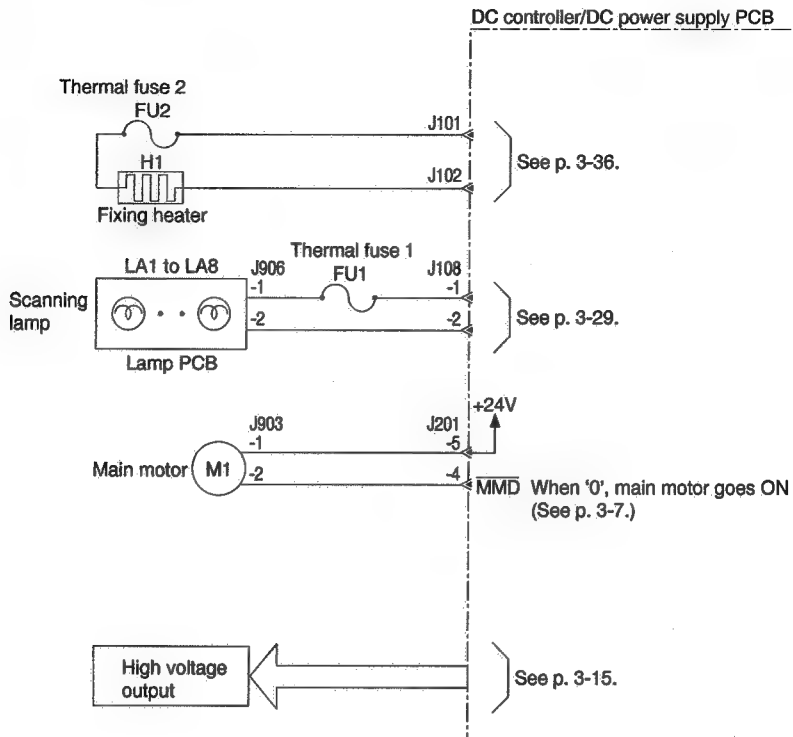 DC controller/DC power supply PCB
Thermal fuse 2
FU2
J101
H1
J102
See p. 3-36.
Fixing heater
Thermal fuse 1
LA1 to LA8
J906
FU1
J108
-1
-1
Scanning
lamp
-2
-2
See p. 3-29.
Lamp PCB
+24V
J903
J201
-1
-5
Main motor
M1
-2
-4
MMD When '0', main motor goes ON
(See p. 3-7.)
High voltage
output
See p. 3-15.